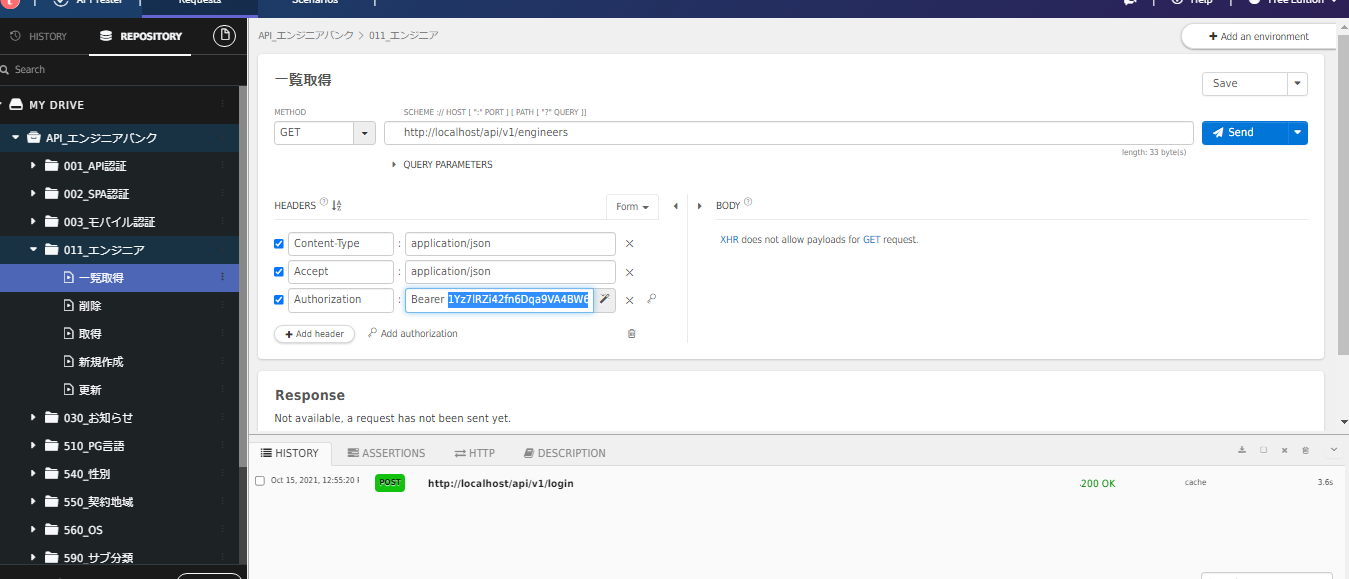 API Tester
Requests
Scenarios
Help
Free Edition
HISTORY
REPOSITORY
API_エンジニアバンク > 011_エンジニア
Add an environment
Search
MY DRIVE
API_エンジニアバンク
001_API認証
002_SPA認証
003_モバイル認証
011_エンジニア
一覧取得
削除
取得
新規作成
更新
030_お知らせ
510_PG言語
540_性別
550_契約地域
560_OS
590_サブ分類
一覧取得
Save
METHOD
SCHEME :// HOST [ ":" PORT ] [ PATH [ "?" QUERY ]]
GET
http://localhost/api/v1/engineers
Send
length: 33 byte(s)
QUERY PARAMETERS
HEADERS
Form
BODY
XHR does not allow payloads for GET request.
Content-Type : application/json
Accept : application/json
Authorization : Bearer 1Yz7lRZi42fn6Dqa9VA4BW6
Add header
Add authorization
Response
Not available, a request has not been sent yet.
HISTORY
ASSERTIONS
HTTP
DESCRIPTION
Oct 15, 2021, 12:55:20
POST
http://localhost/api/v1/login
200 OK
cache
3.6s